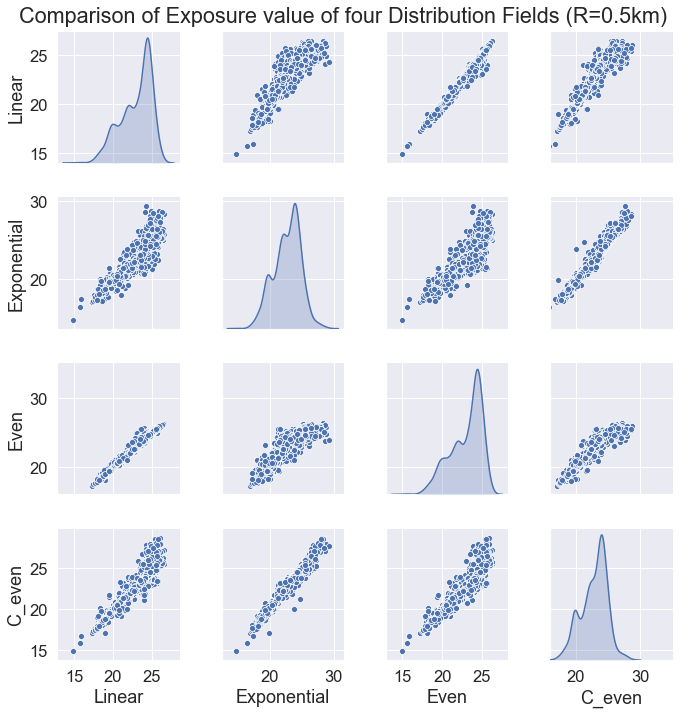 Comparison of Exposure value of four Distribution Fields (R=0.5km)
Linear
25
20
15
Exponential
30
20
Even
30
20
C_even
25
20
15
15 20 25
20 30
15 20 25
20 30
Linear Exponential Even C_even